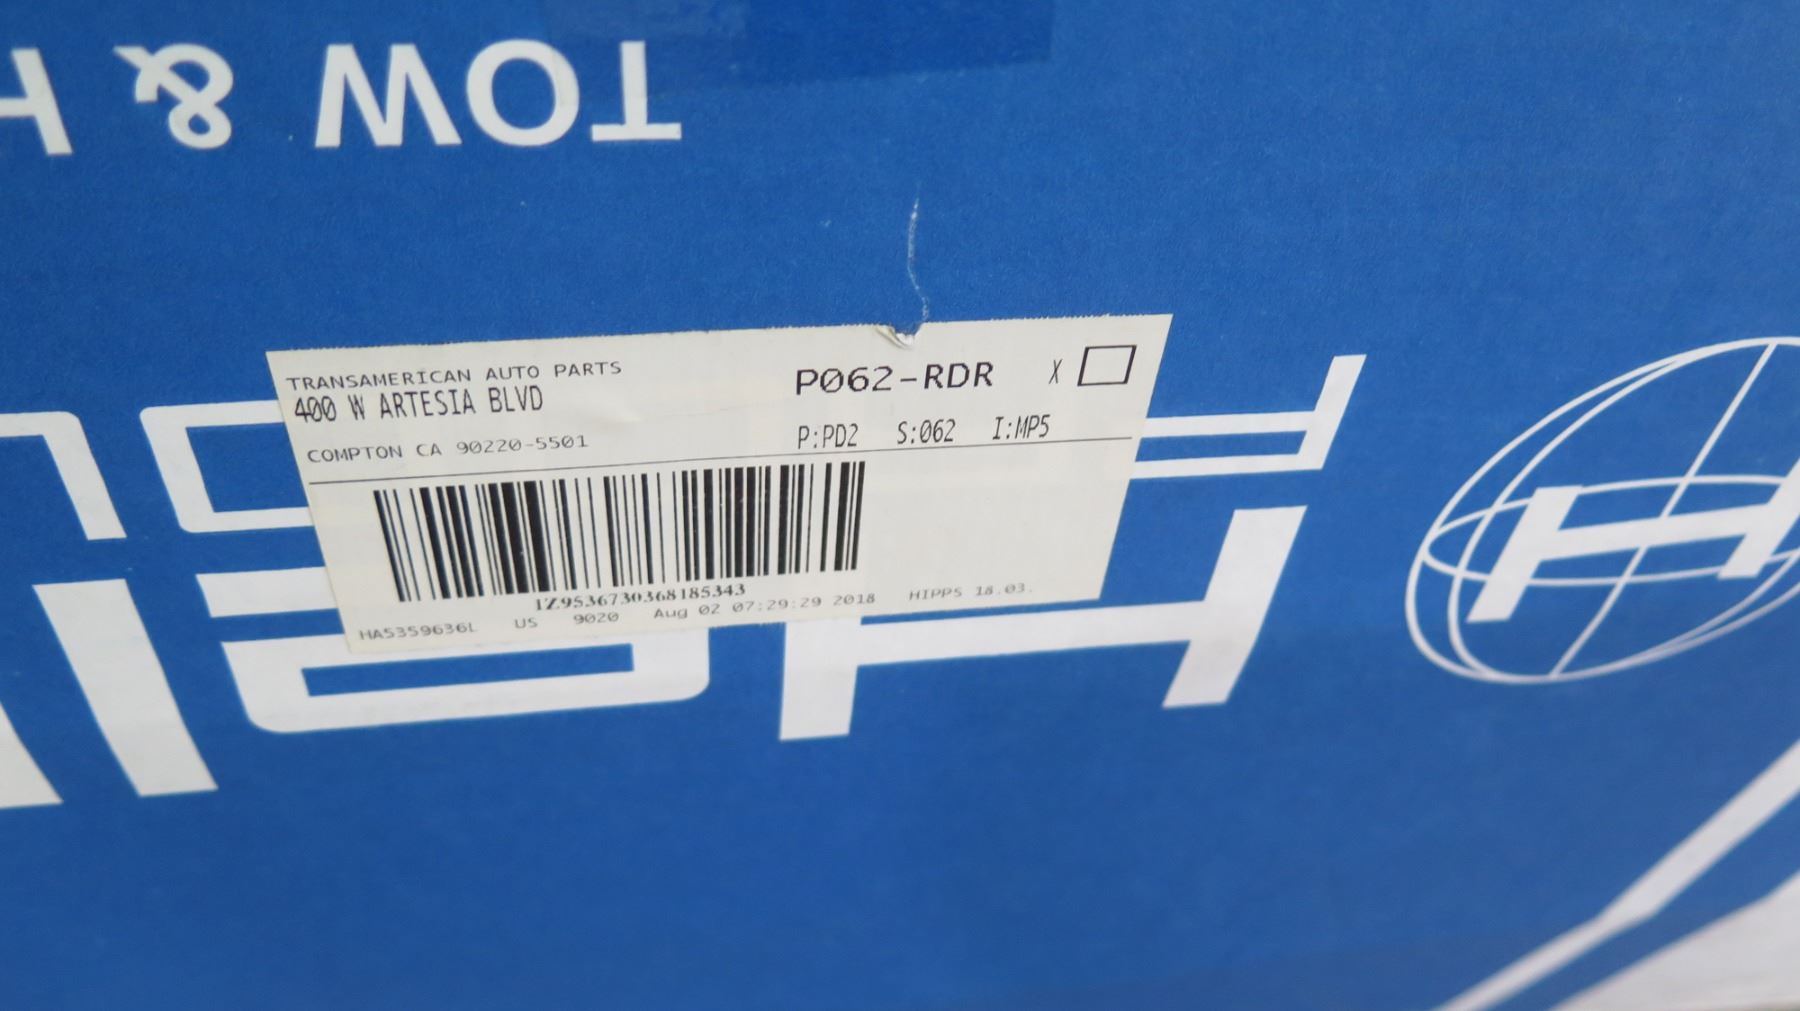 TOW & H
TRANSAMERICAN AUTO PARTS
400 W ARTESIA BLVD
COMPTON CA 90220-5501
P062-RDR X
P:PD2 S:062 I:MP5
1Z9536730368185343
HA5359636L US 9020 Aug 02 07:29:29 2018 HIPPS 18.03.
H